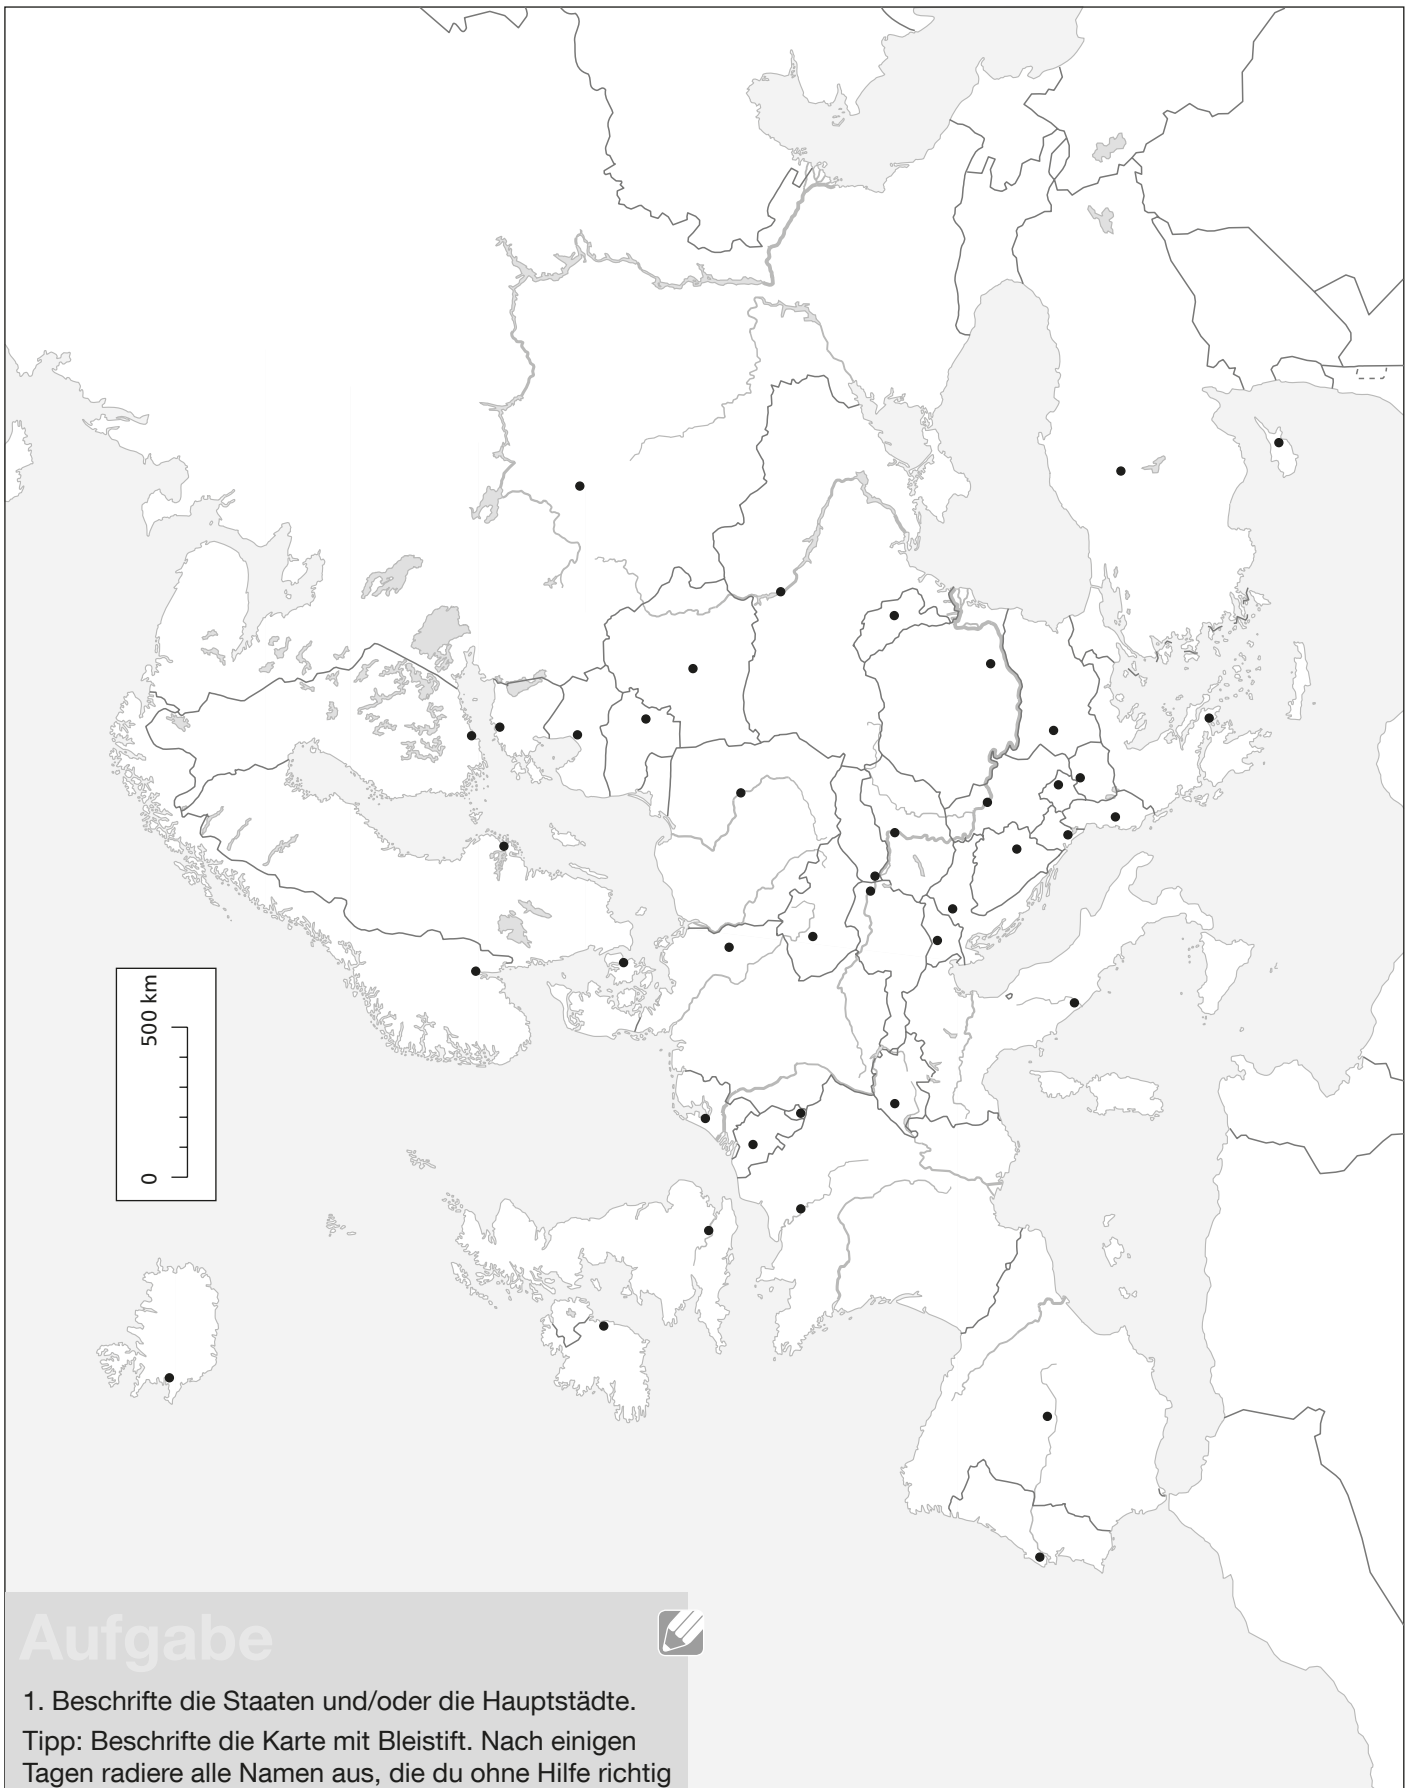 500 km
0
Aufgabe
1. Beschrifte die Staaten und/oder die Hauptstädte.
Tipp: Beschrifte die Karte mit Bleistift. Nach einigen
Tagen radiere alle Namen aus, die du ohne Hilfe richtig